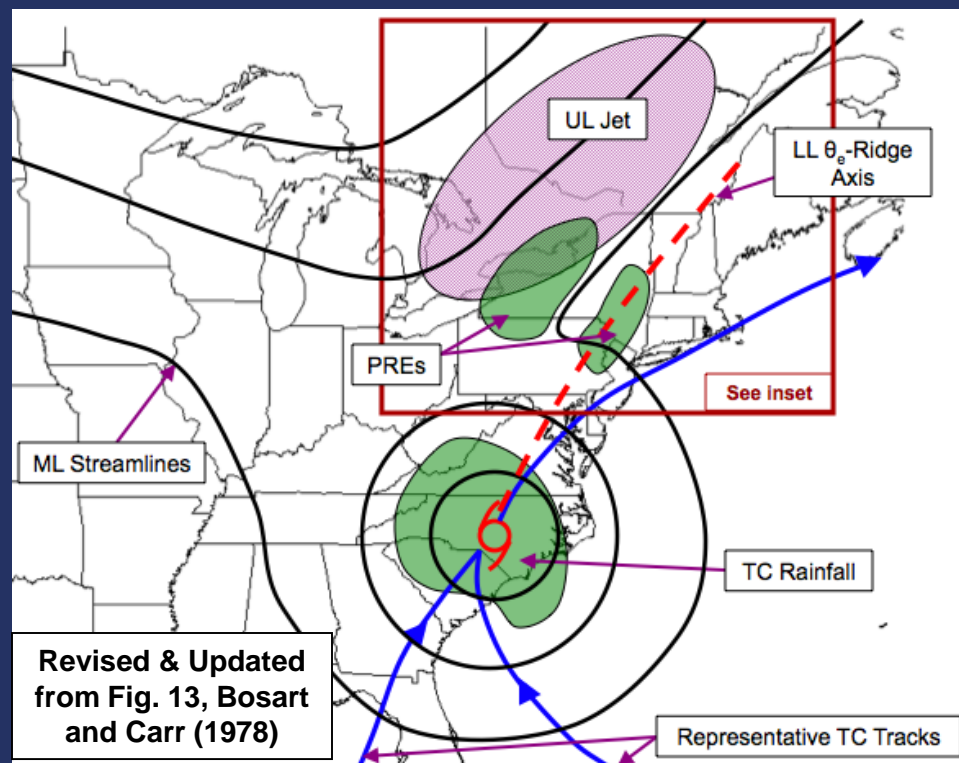 UL Jet
LL θe-Ridge
Axis
PREs
See inset
ML Streamlines
TC Rainfall
Revised & Updated
from Fig. 13, Bosart
and Carr (1978)
Representative TC Tracks